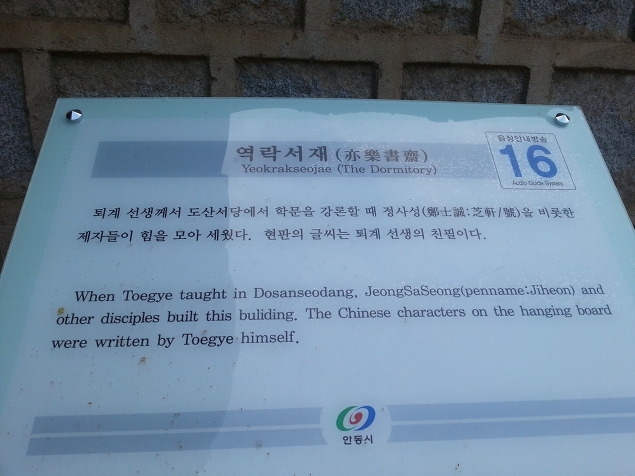 역락서재(亦樂書齋)
Yeokrakseojae (The Dormitory)
음성안내방송
16
Audio Guide System
퇴계 선생께서 도산서당에서 학문을 강론할 때 정사성(鄭士誠:芝軒/號)을 비롯한
제자들이 힘을 모아 세웠다. 현판의 글씨는 퇴계 선생의 친필이다.
When Toegye taught in Dosanseodang, JeongSaSeong(penname:Jiheon) and
other disciples built this buliding. The Chinese characters on the hanging board
were written by Toegye himself.
안동시